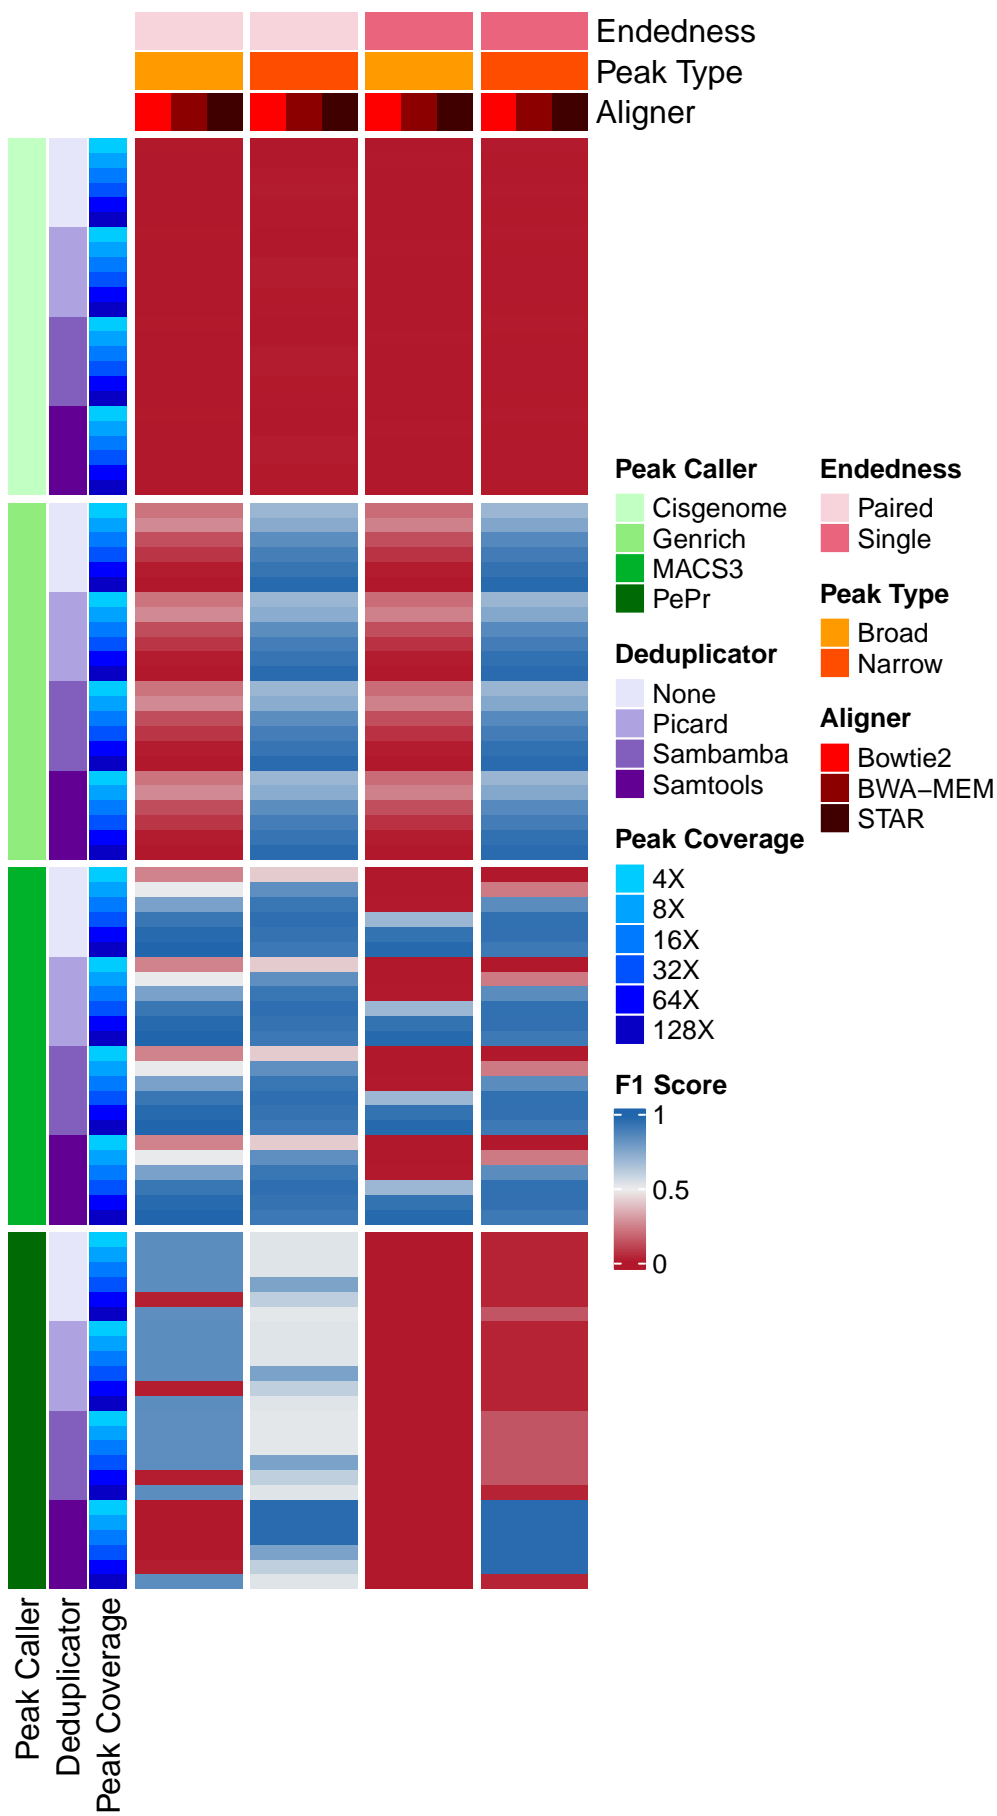 Endedness
Peak Type
Aligner
Peak Caller
Cisgenome
Genrich
MACS3
PePr
Deduplicator
None
Picard
Sambamba
Samtools
Peak Coverage
4X
8X
16X
32X
64X
128X
F1 Score
1
0.5
0
Endedness
Paired
Single
Peak Type
Broad
Narrow
Aligner
Bowtie2
BWA−MEM
STAR
Peak Caller
Deduplicator
Peak Coverage